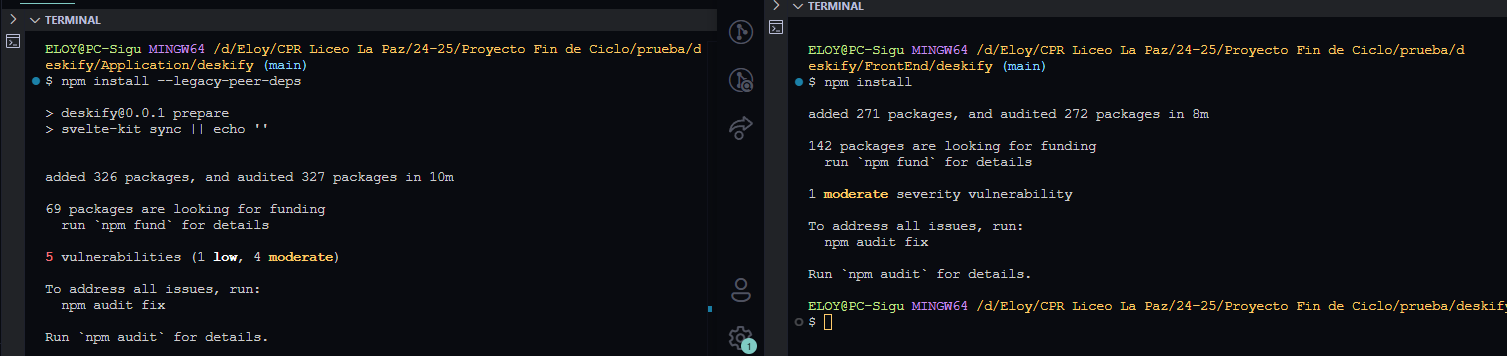 TERMINAL
ELOY@PC-Sigu MINGW64 /d/Eloy/CPR Liceo La Paz/24-25/Proyecto Fin de Ciclo/prueba/d
eskify/Application/deskify (main)
$ npm install --legacy-peer-deps
> deskify@0.0.1 prepare
> svelte-kit sync || echo ''
added 326 packages, and audited 327 packages in 10m
69 packages are looking for funding
run `npm fund` for details
5 vulnerabilities (1 low, 4 moderate)
To address all issues, run:
npm audit fix
Run `npm audit` for details.
1
TERMINAL
ELOY@PC-Sigu MINGW64 /d/Eloy/CPR Liceo La Paz/24-25/Proyecto Fin de Ciclo/prueba/d
eskify/FrontEnd/deskify (main)
$ npm install
added 271 packages, and audited 272 packages in 8m
142 packages are looking for funding
run `npm fund` for details
1 moderate severity vulnerability
To address all issues, run:
npm audit fix
Run `npm audit` for details.
ELOY@PC-Sigu MINGW64 /d/Eloy/CPR Liceo La Paz/24-25/Proyecto Fin de Ciclo/prueba/deskify
$